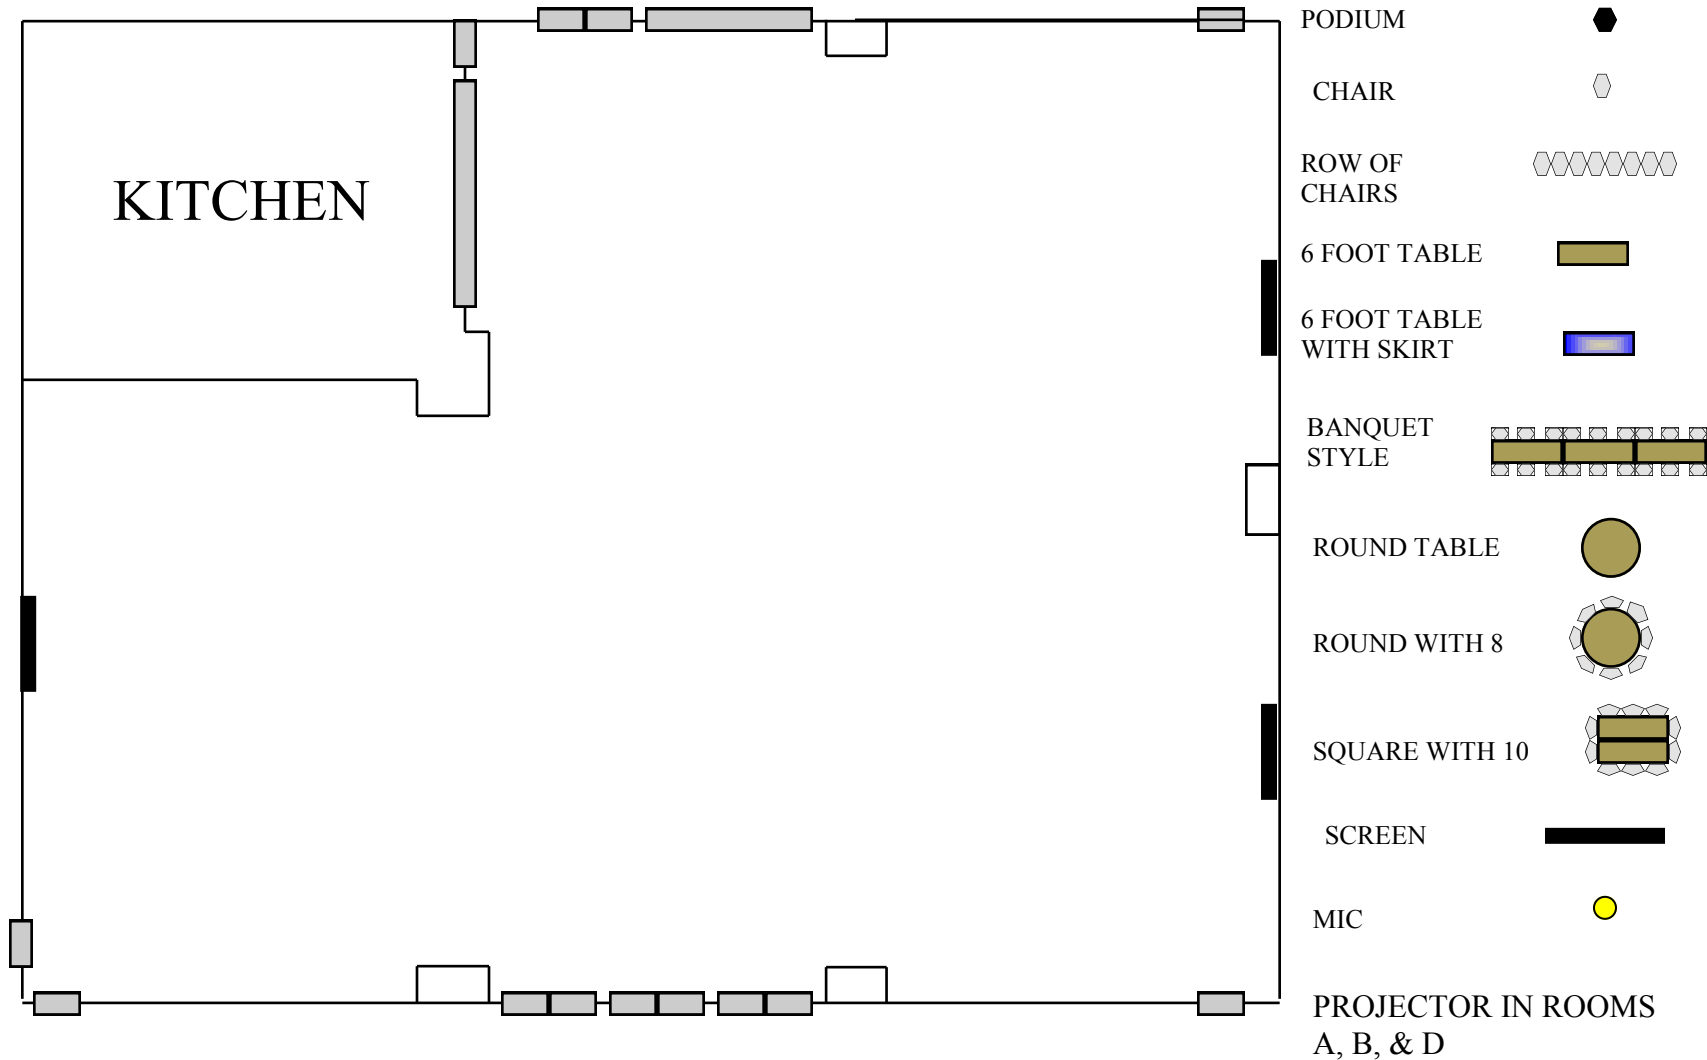 KITCHEN
PODIUM
CHAIR
ROW OF
CHAIRS
6 FOOT TABLE
6 FOOT TABLE
WITH SKIRT
BANQUET
STYLE
ROUND TABLE
ROUND WITH 8
SQUARE WITH 10
SCREEN
MIC
PROJECTOR IN ROOMS
A, B, & D